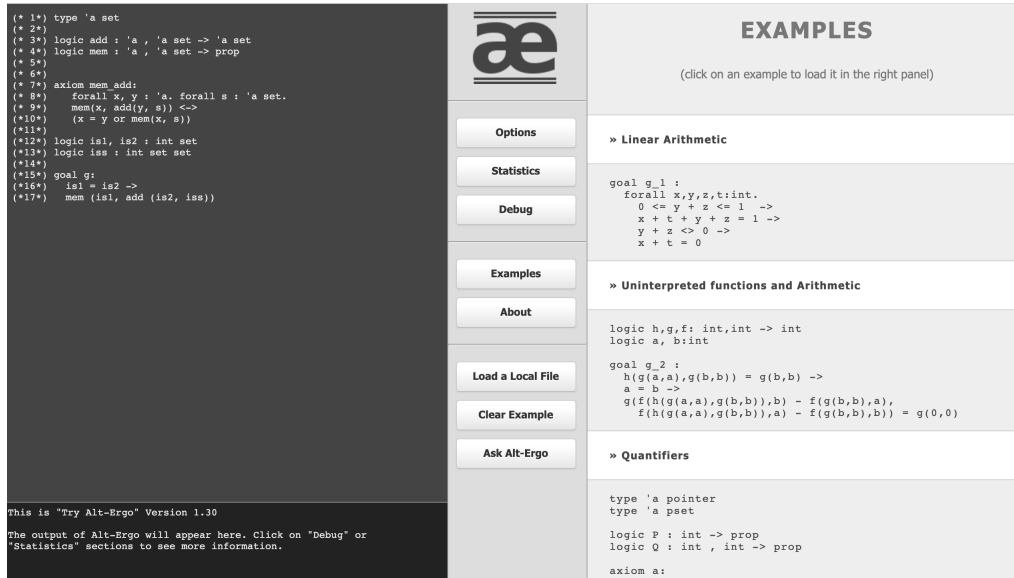 (* 1*) type 'a set
(* 2*)
(* 3*) logic add : 'a , 'a set -> 'a set
(* 4*) logic mem : 'a , 'a set -> prop
(* 5*)
(* 6*)
(* 7*) axiom mem_add:
(* 8*)    forall x, y : 'a. forall s : 'a set.
(* 9*)    mem(x, add(y, s)) <->
(*10*)    (x = y or mem(x, s))
(*11*)
(*12*) logic is1, is2 : int set
(*13*) logic iss : int set set
(*14*)
(*15*) goal g:
(*16*)   is1 = is2 ->
(*17*)   mem (is1, add (is2, iss))
This is "Try Alt-Ergo" Version 1.30
The output of Alt-Ergo will appear here. Click on "Debug" or
"Statistics" sections to see more information.
æ
Options
Statistics
Debug
Examples
About
Load a Local File
Clear Example
Ask Alt-Ergo
EXAMPLES
(click on an example to load it in the right panel)
» Linear Arithmetic
goal g_1 :
  forall x,y,z,t:int.
    0 <= y + z <= 1  ->
    x + t + y + z = 1 ->
    y + z <> 0 ->
    x + t = 0
» Uninterpreted functions and Arithmetic
logic h,g,f: int,int -> int
logic a, b:int
goal g_2 :
  h(g(a,a),g(b,b)) = g(b,b) ->
  a = b ->
  g(f(h(g(a,a),g(b,b)),b) - f(g(b,b),a),
    f(h(g(a,a),g(b,b)),a) - f(g(b,b),b)) = g(0,0)
» Quantifiers
type 'a pointer
type 'a pset
logic P : int -> prop
logic Q : int , int -> prop
axiom a: